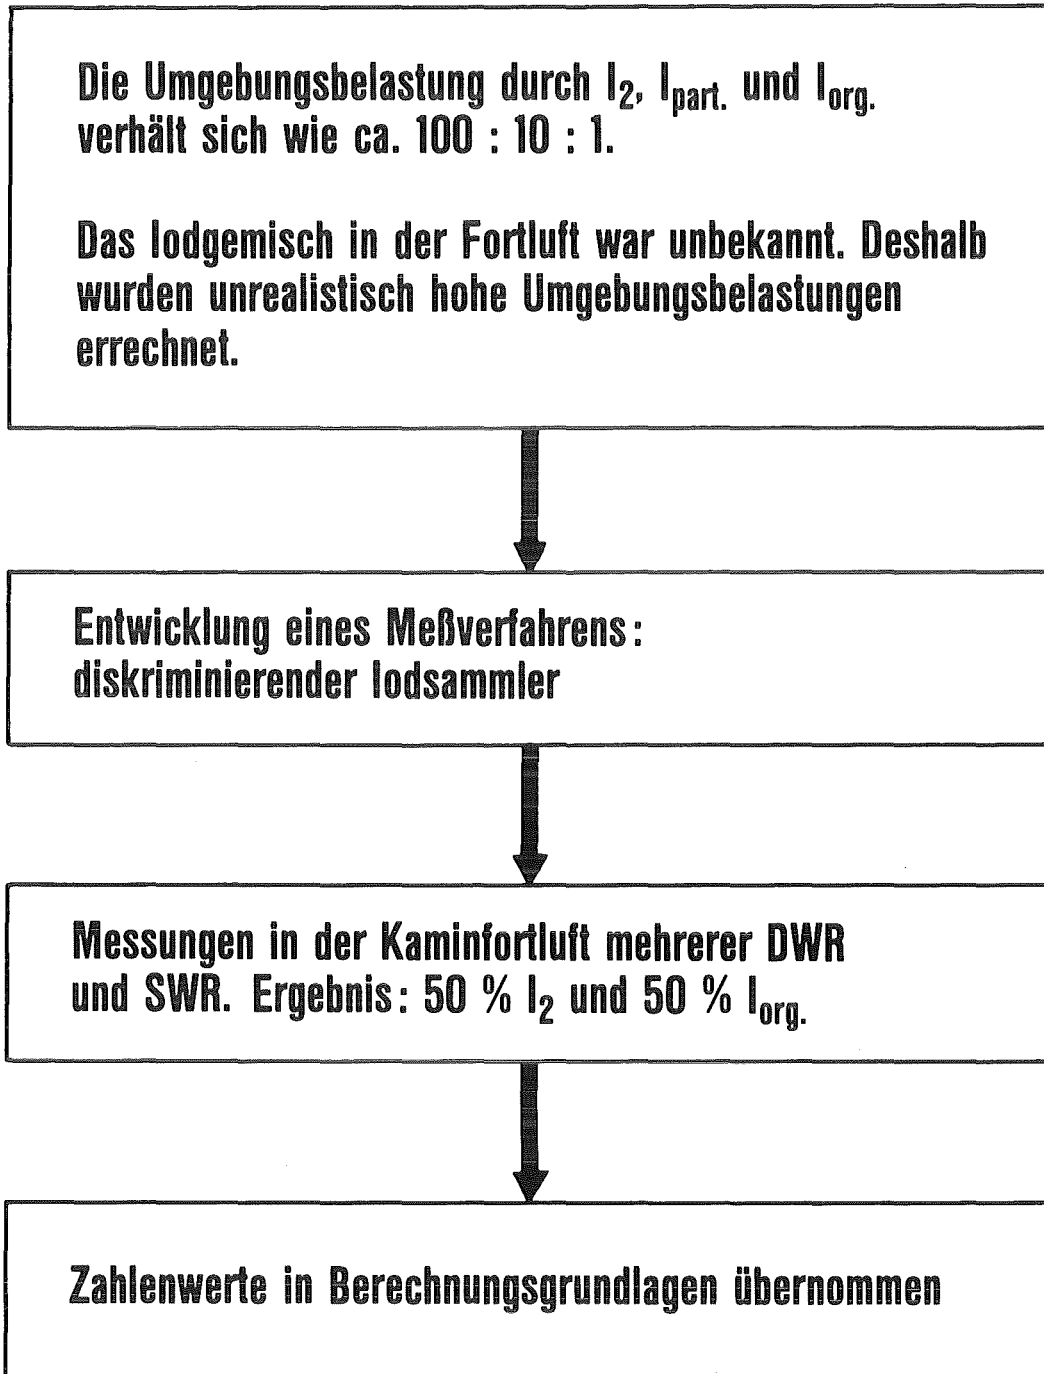 Die Umgebungsbelastung durch I₂, Ipart. und Iorg.
verhält sich wie ca. 100 : 10 : 1.
Das Iodgemisch in der Fortluft war unbekannt. Deshalb
wurden unrealistisch hohe Umgebungsbelastungen
errechnet.
Entwicklung eines Meßverfahrens:
diskriminierender Iodsammler
Messungen in der Kaminfortluft mehrerer DWR
und SWR. Ergebnis: 50 % I₂ und 50 % Iorg.
Zahlenwerte in Berechnungsgrundlagen übernommen